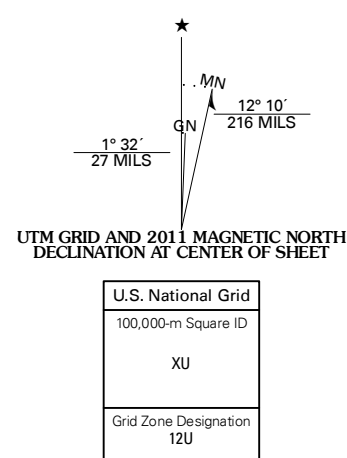 MN
GN
1° 32´
27 MILS
12° 10´
216 MILS
UTM GRID AND 2011 MAGNETIC NORTH
DECLINATION AT CENTER OF SHEET
U.S. National Grid
100,000-m Square ID
XU
Grid Zone Designation
12U